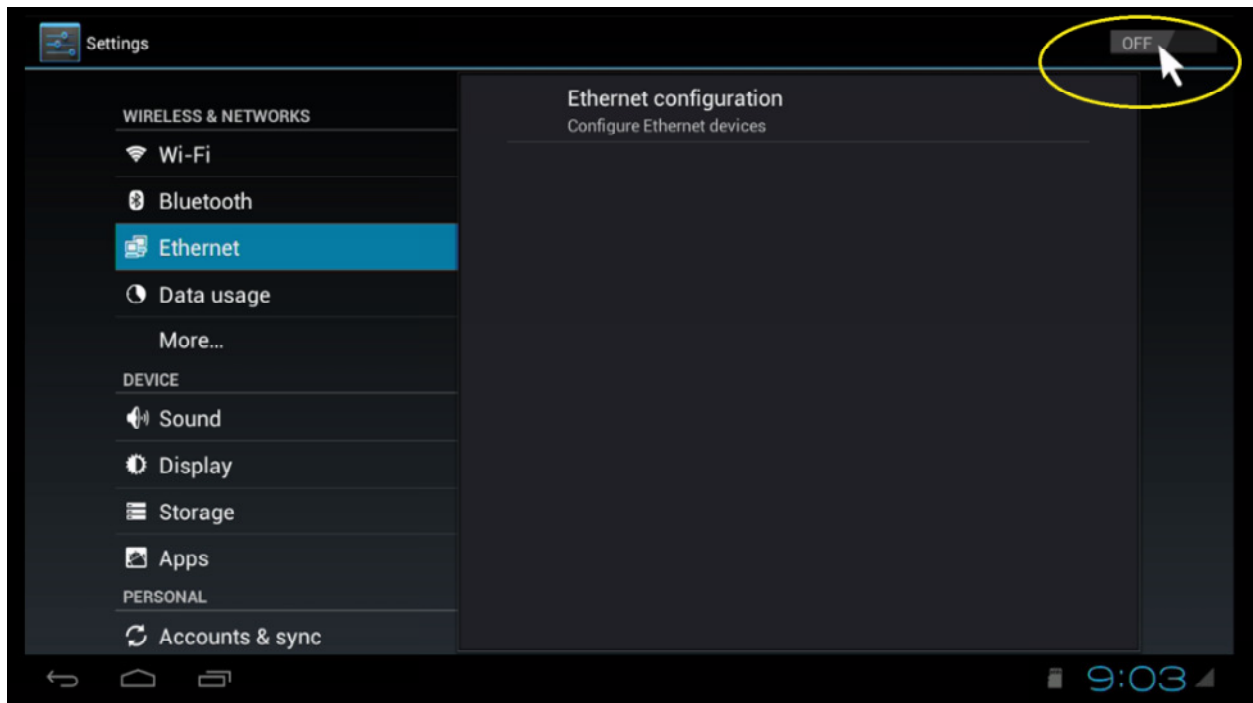 Settings
OFF
WIRELESS & NETWORKS
Wi-Fi
Bluetooth
Ethernet
Data usage
More...
DEVICE
Sound
Display
Storage
Apps
PERSONAL
Accounts & sync
Ethernet configuration
Configure Ethernet devices
9:03